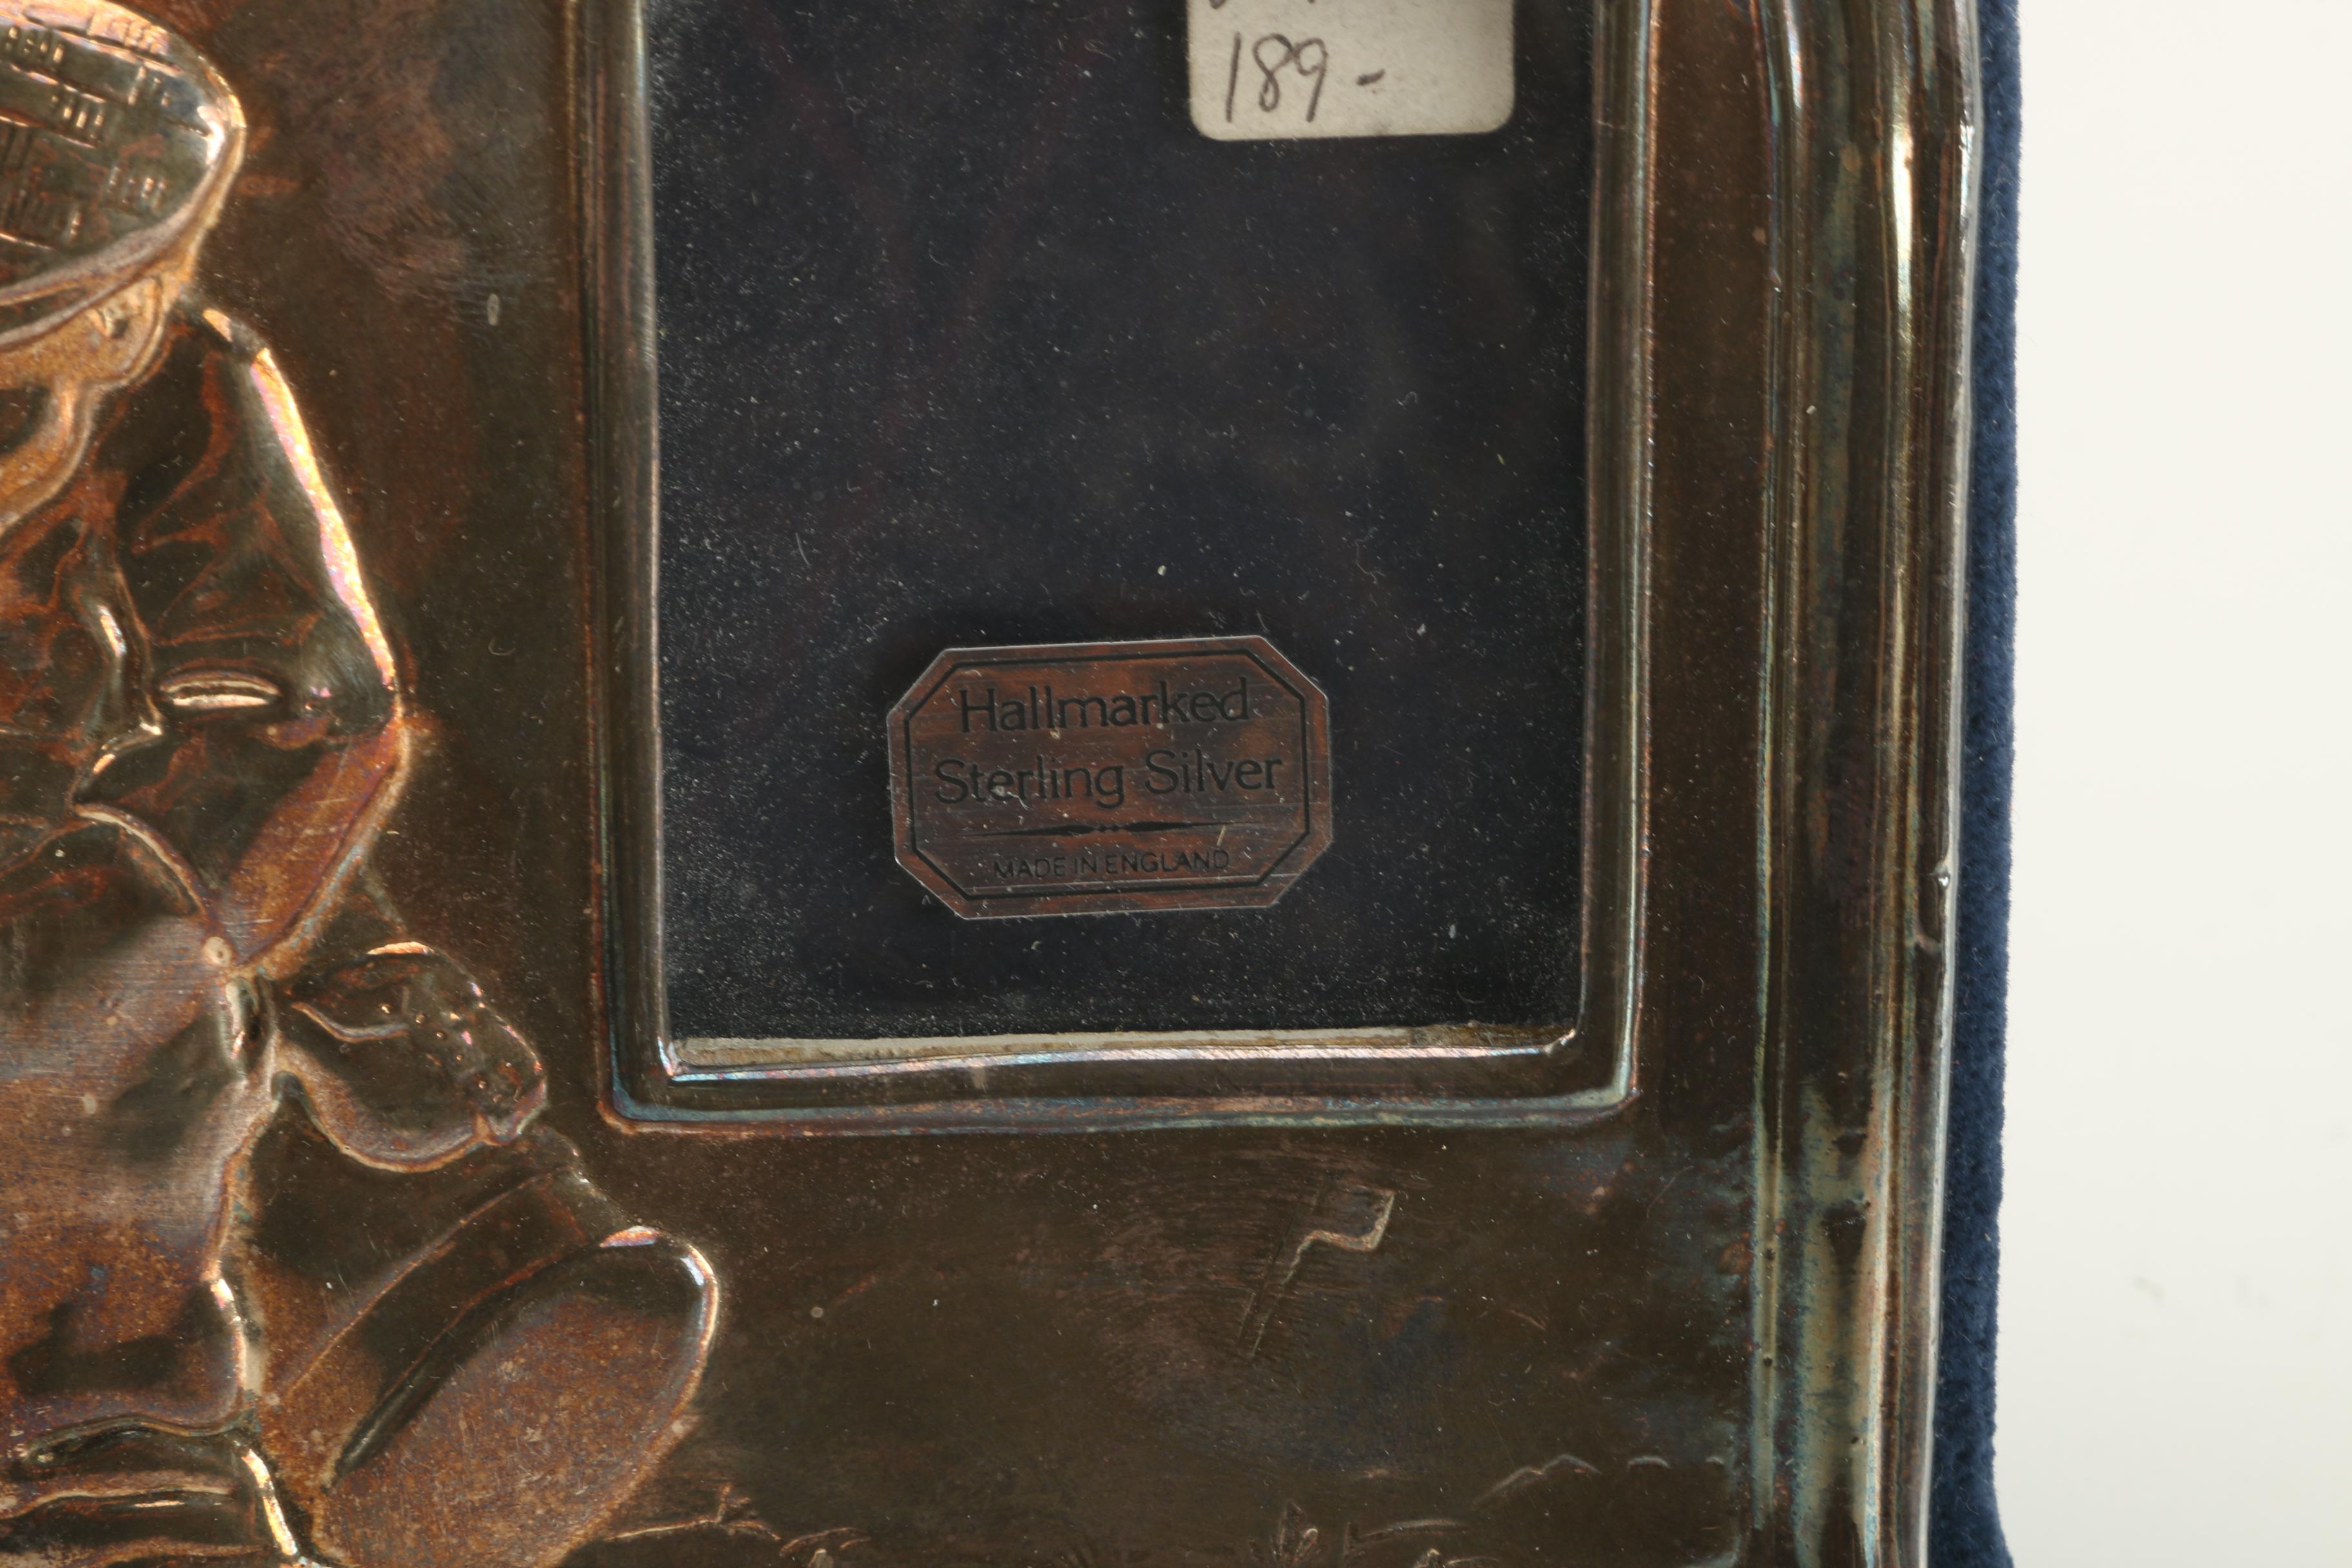 189-
Hallmarked
Sterling Silver
MADE IN ENGLAND